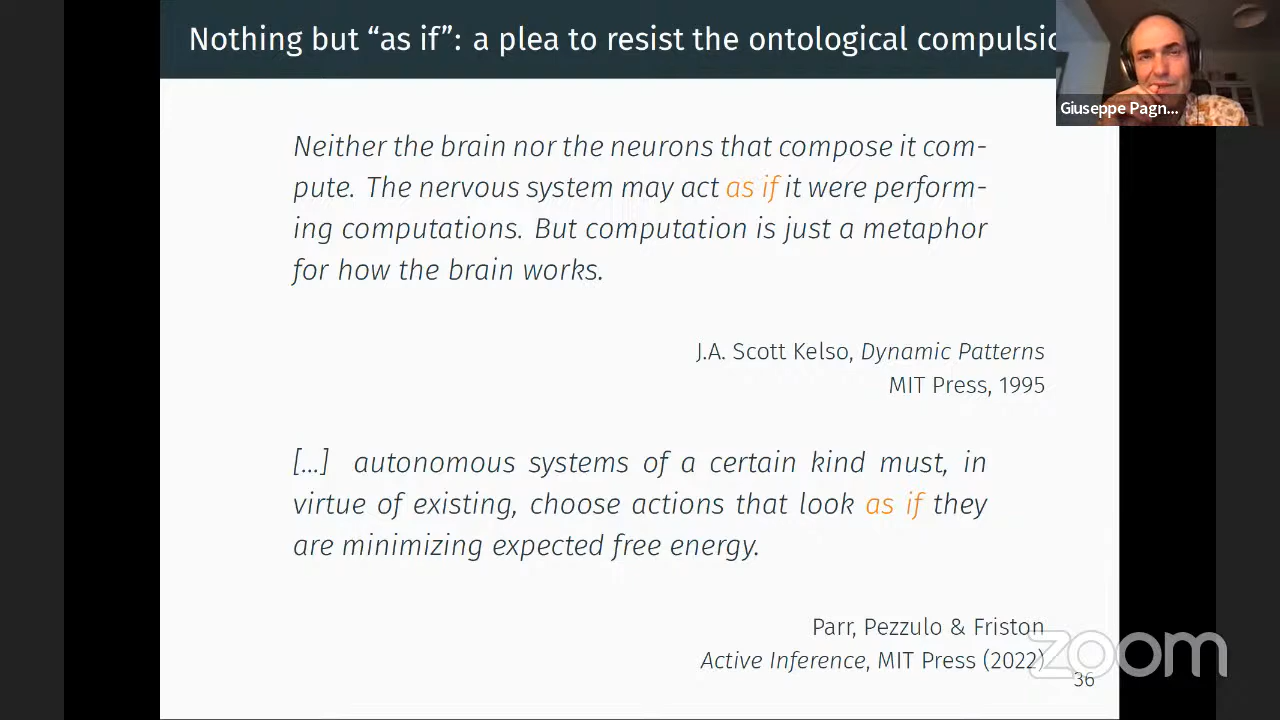 Nothing but “as if”: a plea to resist the ontological
Giuseppe Pagn...
Neither the brain nor the neurons that compose it com-
pute. The nervous system may act as if it were perform-
ing computations. But computation is just a metaphor
for how the brain works.
J.A. Scott Kelso, Dynamic Patterns
MIT Press, 1995
[...] autonomous systems of a certain kind must, in
virtue of existing, choose actions that look as if they
are minimizing expected free energy.
Parr, Pezzulo & Friston
Active Inference, MIT Press (2022)
zoom
36